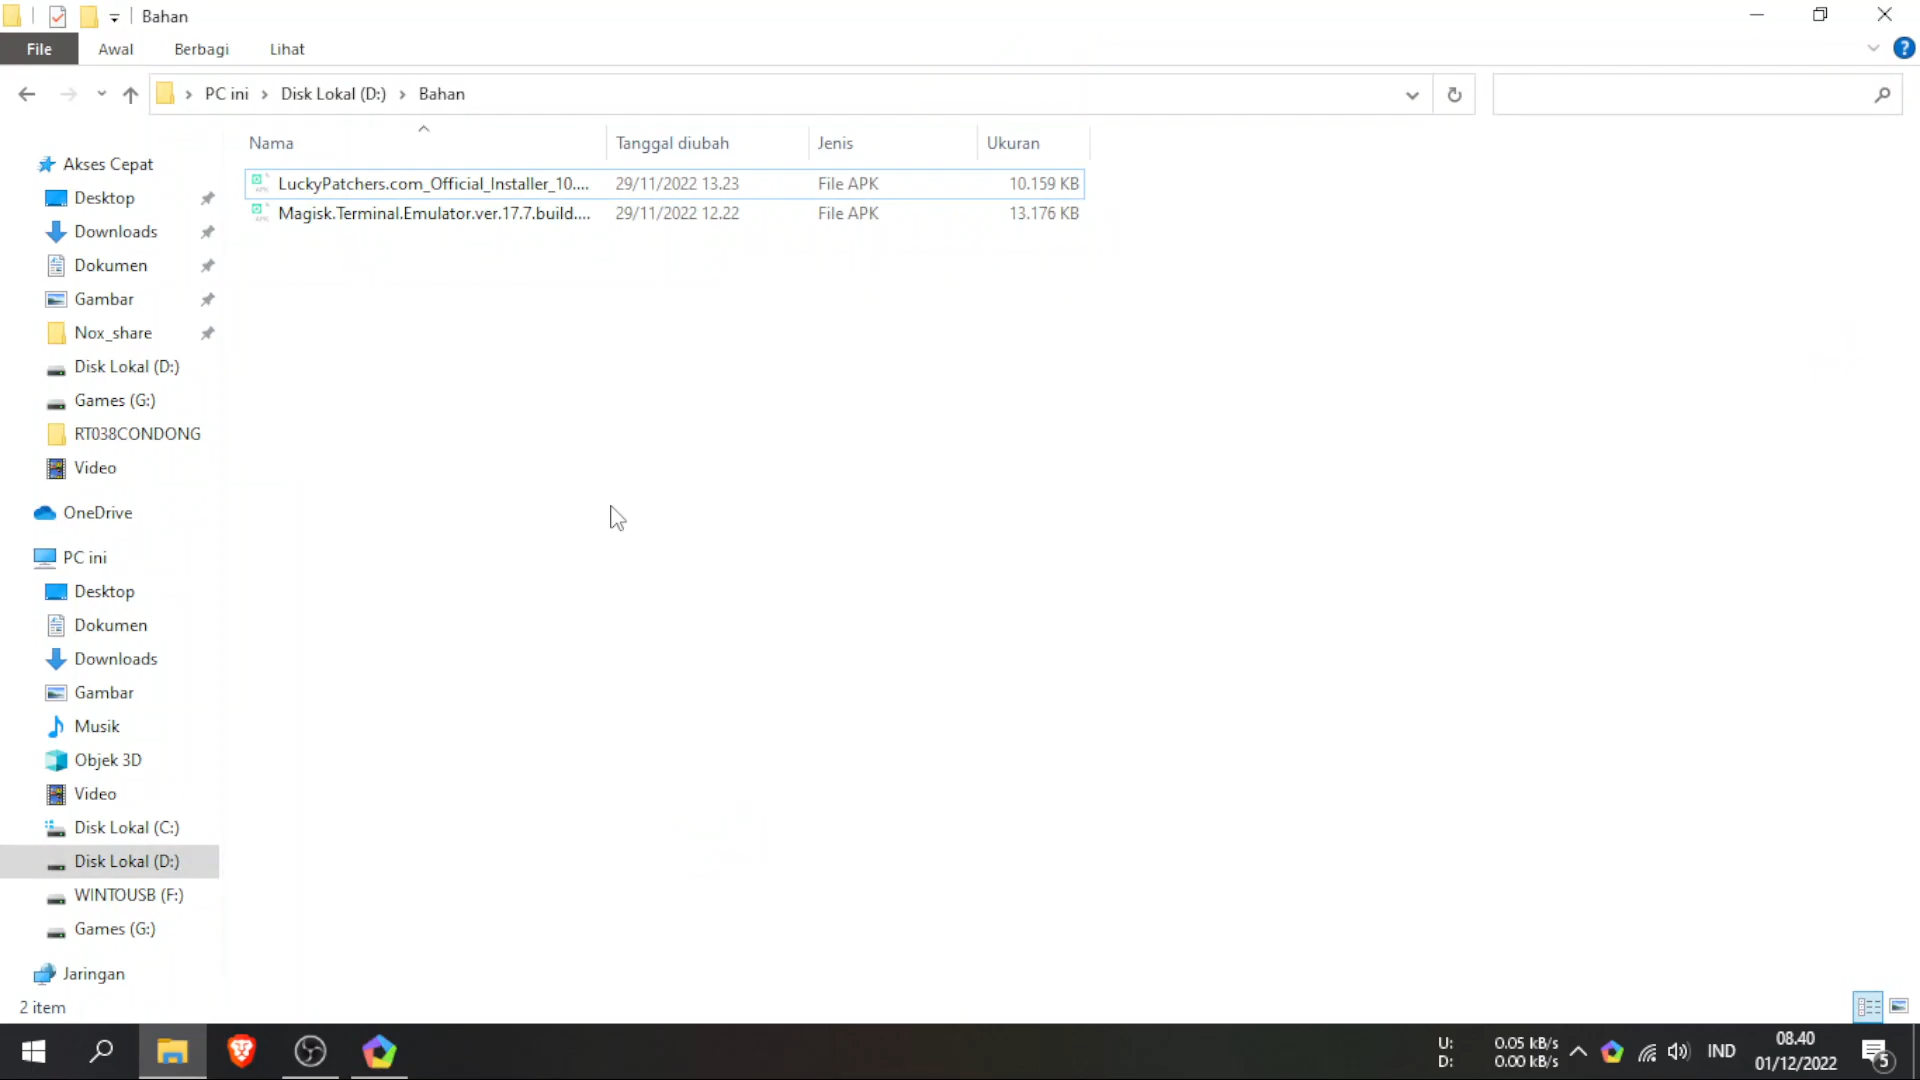 Bahan
File Awal Berbagi Lihat
PC ini Disk Lokal (D:) Bahan
Nama Tanggal diubah Jenis Ukuran
LuckyPatchers.com_Official_Installer_10.... 29/11/2022 13.23 File APK 10.159 KB
Magisk.Terminal.Emulator.ver.17.7.build.... 29/11/2022 12.22 File APK 13.176 KB
Akses Cepat
Desktop
Downloads
Dokumen
Gambar
Nox_share
Disk Lokal (D:)
Games (G:)
RT038CONDONG
Video
OneDrive
PC ini
Desktop
Dokumen
Downloads
Gambar
Musik
Objek 3D
Video
Disk Lokal (C:)
Disk Lokal (D:)
WINTOUSB (F:)
Games (G:)
Jaringan
2 item
U: 0.05 kB/s
D: 0.00 kB/s
IND
08.40
01/12/2022
5